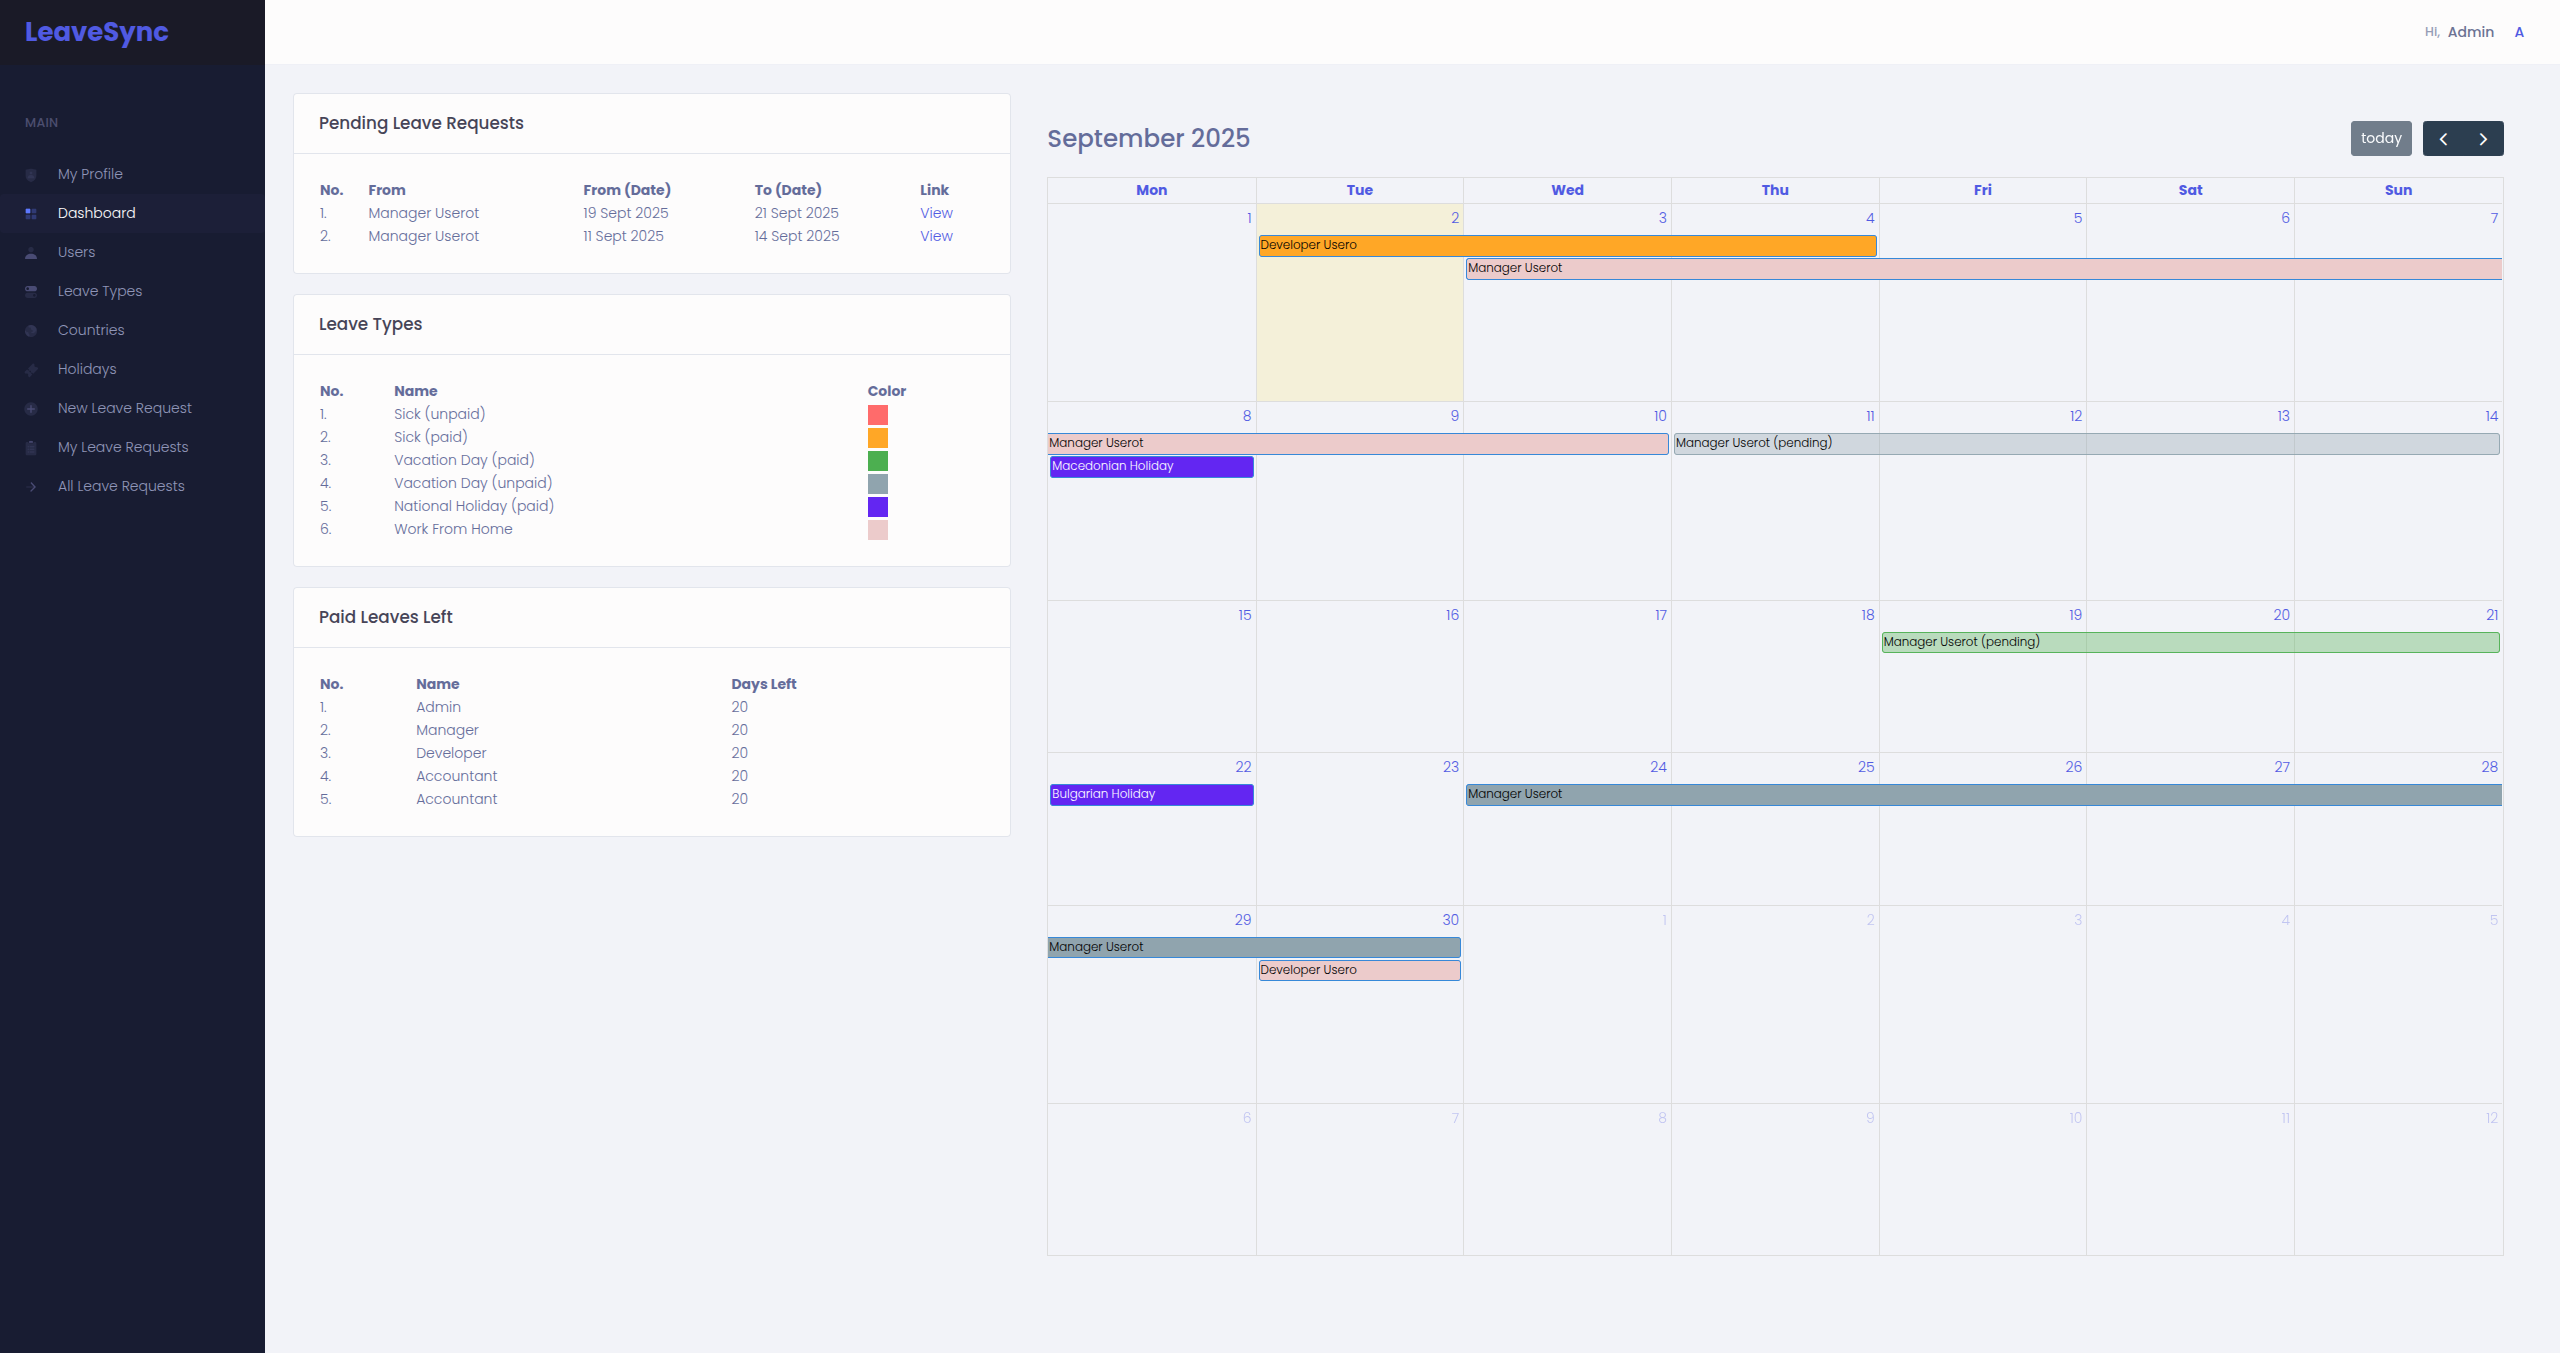 LeaveSync
HI, Admin A
MAIN
My Profile
Dashboard
Users
Leave Types
Countries
Holidays
New Leave Request
My Leave Requests
All Leave Requests
Pending Leave Requests
No. From From (Date) To (Date) Link
1. Manager Userot 19 Sept 2025 21 Sept 2025 View
2. Manager Userot 11 Sept 2025 14 Sept 2025 View
Leave Types
No. Name Color
1. Sick (unpaid)
2. Sick (paid)
3. Vacation Day (paid)
4. Vacation Day (unpaid)
5. National Holiday (paid)
6. Work From Home
Paid Leaves Left
No. Name Days Left
1. Admin 20
2. Manager 20
3. Developer 20
4. Accountant 20
5. Accountant 20
September 2025
today
Mon Tue Wed Thu Fri Sat Sun
1 2 3 4 5 6 7
Developer Usero
Manager Userot
8 9 10 11 12 13 14
Manager Userot Manager Userot (pending)
Macedonian Holiday
15 16 17 18 19 20 21
Manager Userot (pending)
22 23 24 25 26 27 28
Bulgarian Holiday Manager Userot
29 30 1 2 3 4 5
Manager Userot
Developer Usero
6 7 8 9 10 11 12